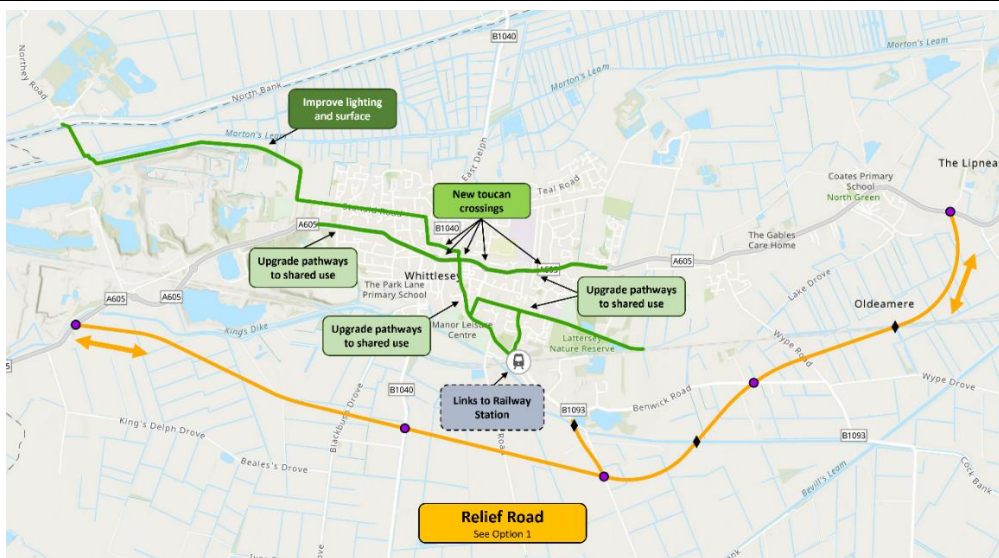 B1040
Northey Road
North Bank
Morton's Leam
Improve lighting
and surface
Morton's Leam
Morton's Leam
East Delph
Teal Road
The Lipnea
Coates Primary
School
North Green
New toucan
crossings
A605
B1040
The Gables
Care Home
A605
Upgrade pathways
to shared use
Whittlesey
The Park Lane
Primary School
Upgrade pathways
to shared use
Lake Drove
Oldeamere
A605
A605
King's Dike
Manor Leisure
Centre
Upgrade pathways
to shared use
Lattersey
Nature Reserve
Wype Road
Wype Drove
Links to Railway
Station
B1040
Blackbush Drove
Benwick Road
B1093
Road
King's Delph Drove
B1093
Beales's Drove
Bevill's Leam
Cock Bank
Relief Road
See Option 1